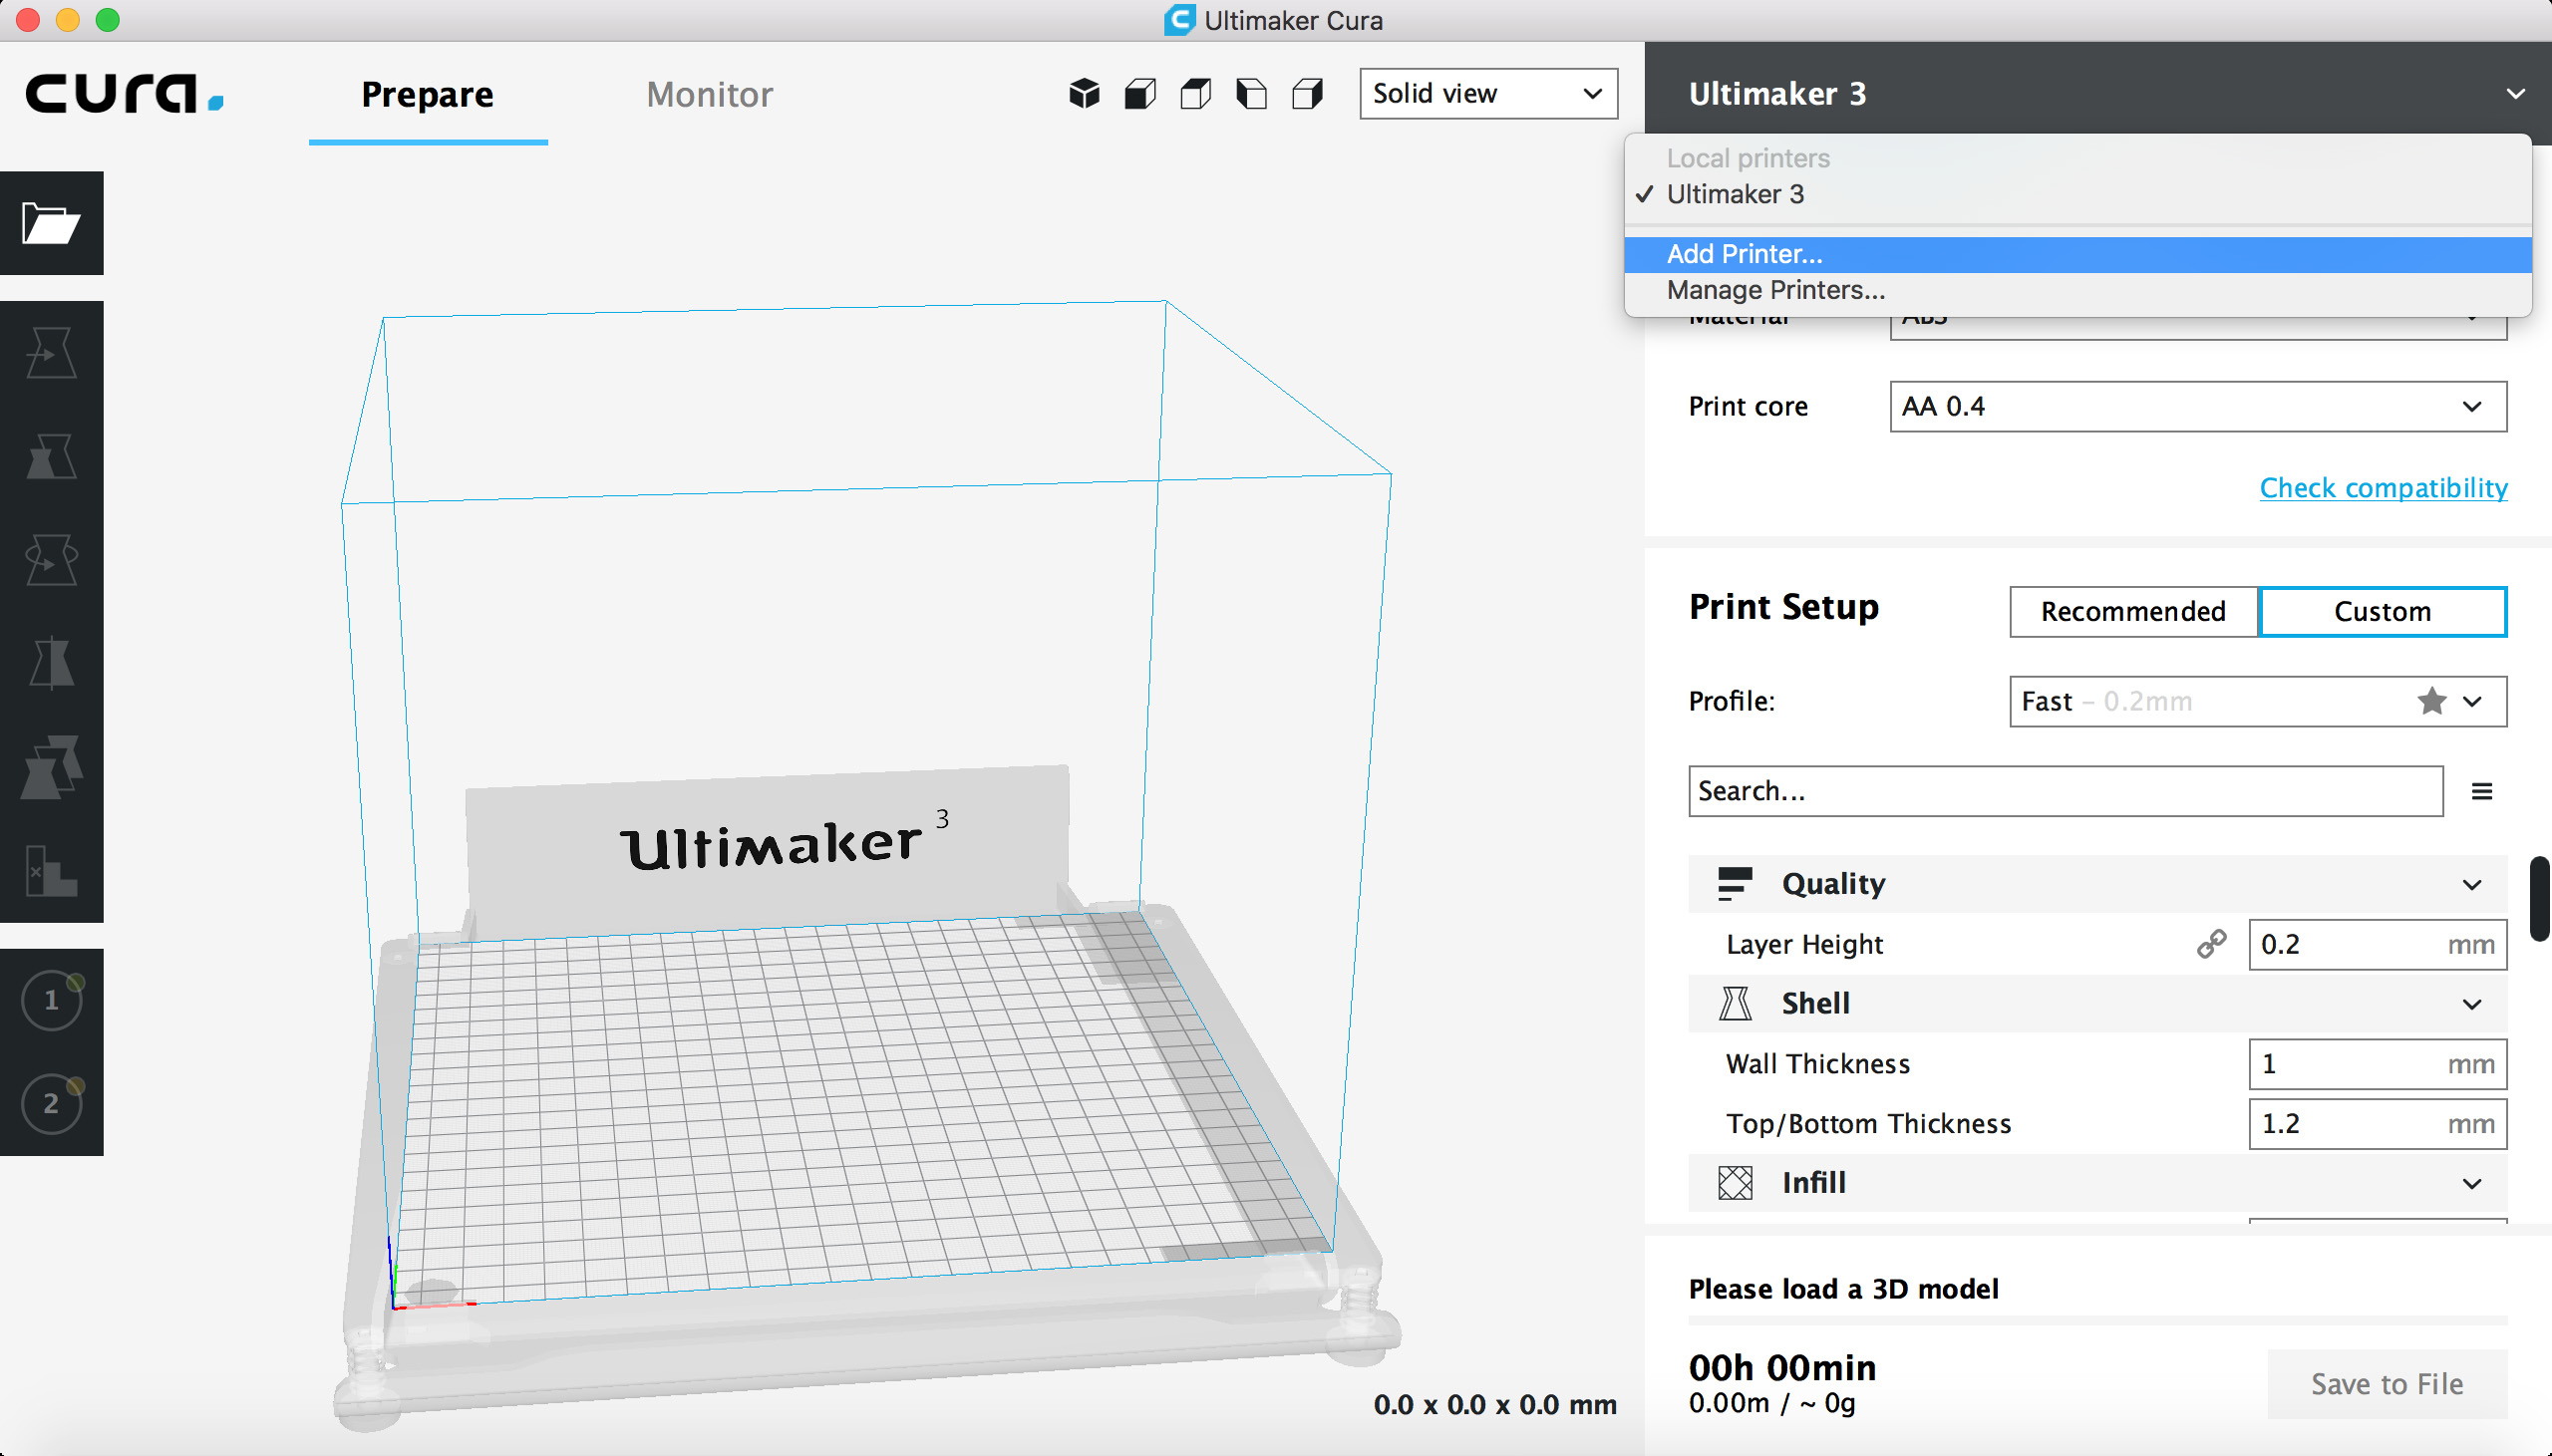 Ultimaker Cura
cura.
Prepare
Monitor
Solid view
Ultimaker 3
Local printers
✓ Ultimaker 3
Add Printer...
Manage Printers...
Material
ABS
Print core
AA 0.4
Check compatibility
Print Setup
Recommended
Custom
Profile:
Fast – 0.2mm
Search...
Quality
Layer Height
0.2 mm
Shell
Wall Thickness
1 mm
Top/Bottom Thickness
1.2 mm
Infill
Ultimaker 3
1
2
Please load a 3D model
00h 00min
0.00m / ~ 0g
Save to File
0.0 x 0.0 x 0.0 mm